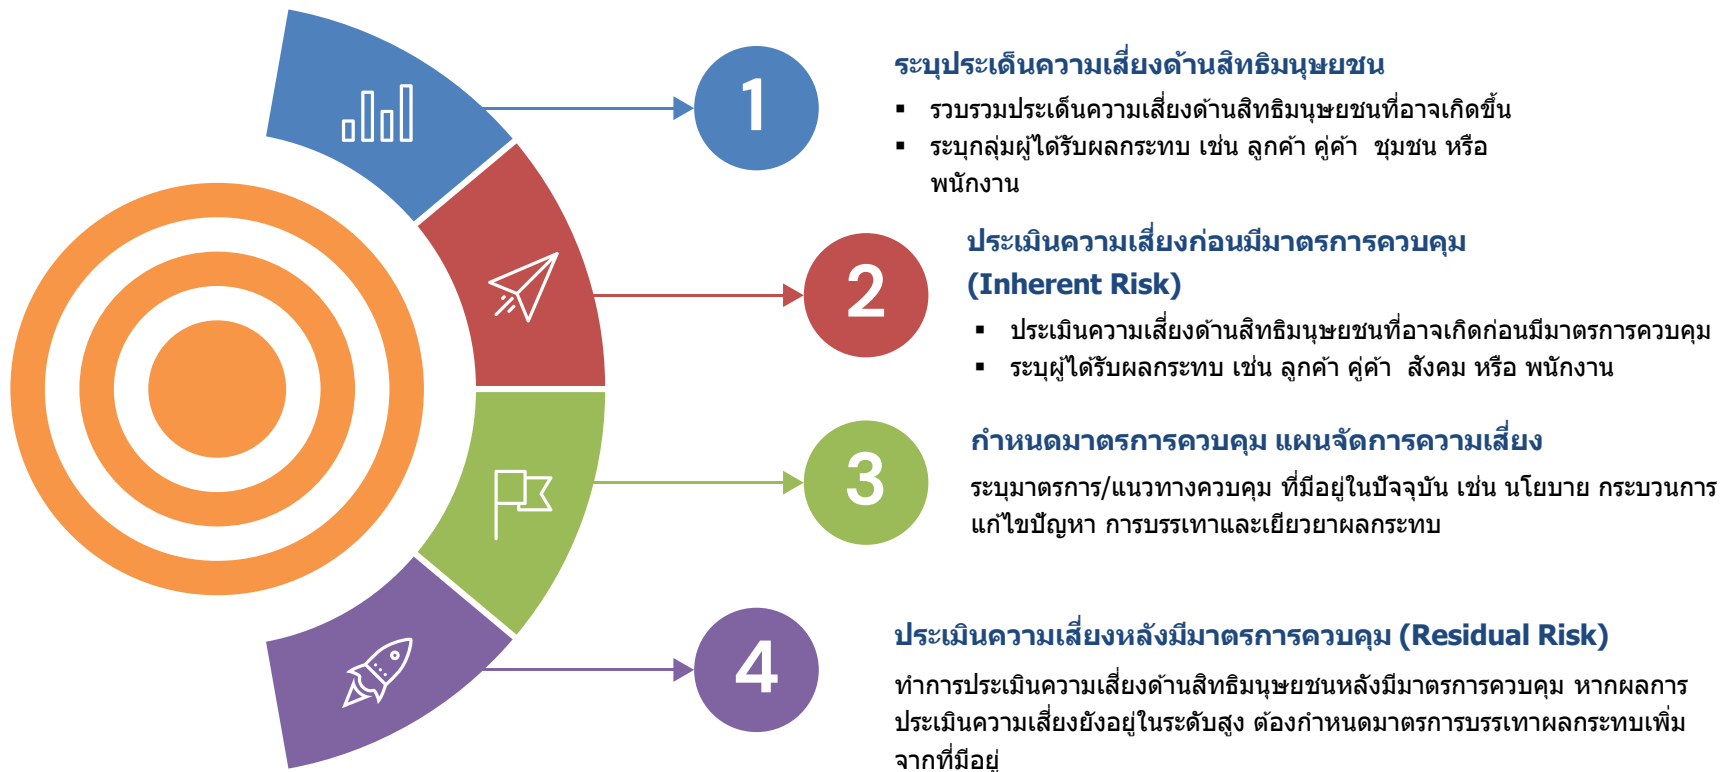 1
ระบุประเด็นความเสี่ยงด้านสิทธิมนุษยชน
▪ รวบรวมประเด็นความเสี่ยงด้านสิทธิมนุษยชนที่อาจเกิดขึ้น
▪ ระบุกลุ่มผู้ได้รับผลกระทบ เช่น ลูกค้า คู่ค้า ชุมชน หรือ
พนักงาน
2
ประเมินความเสี่ยงก่อนมีมาตรการควบคุม
(Inherent Risk)
▪ ประเมินความเสี่ยงด้านสิทธิมนุษยชนที่อาจเกิดก่อนมีมาตรการควบคุม
▪ ระบุผู้ได้รับผลกระทบ เช่น ลูกค้า คู่ค้า สังคม หรือ พนักงาน
3
กำหนดมาตรการควบคุม แผนจัดการความเสี่ยง
ระบุมาตรการ/แนวทางควบคุม ที่มีอยู่ในปัจจุบัน เช่น นโยบาย กระบวนการ
แก้ไขปัญหา การบรรเทาและเยียวยาผลกระทบ
4
ประเมินความเสี่ยงหลังมีมาตรการควบคุม (Residual Risk)
ทำการประเมินความเสี่ยงด้านสิทธิมนุษยชนหลังมีมาตรการควบคุม หากผลการ
ประเมินความเสี่ยงยังอยู่ในระดับสูง ต้องกำหนดมาตรการบรรเทาผลกระทบเพิ่ม
จากที่มีอยู่